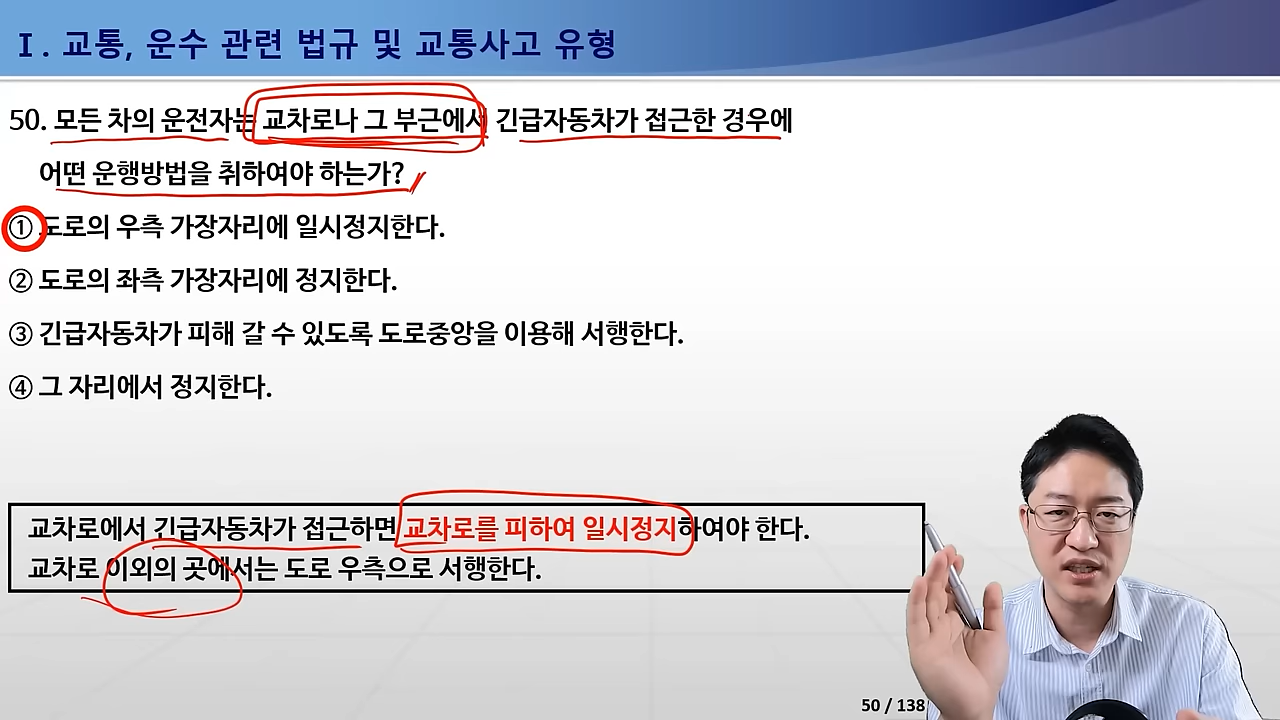 Ⅰ. 교통, 운수 관련 법규 및 교통사고 유형
50. 모든 차의 운전자는 교차로나 그 부근에서 긴급자동차가 접근한 경우에
어떤 운행방법을 취하여야 하는가?
① 도로의 우측 가장자리에 일시정지한다.
② 도로의 좌측 가장자리에 정지한다.
③ 긴급자동차가 피해 갈 수 있도록 도로중앙을 이용해 서행한다.
④ 그 자리에서 정지한다.
교차로에서 긴급자동차가 접근하면 교차로를 피하여 일시정지하여야 한다.
교차로 이외의 곳에서는 도로 우측으로 서행한다.
50 / 138